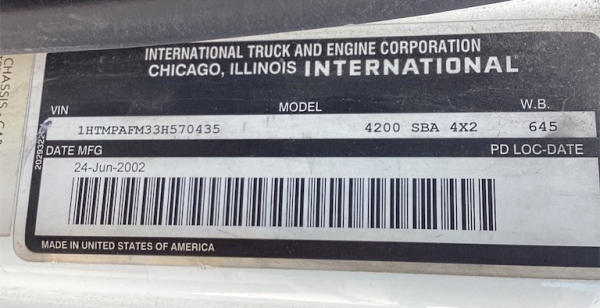 INTERNATIONAL TRUCK AND ENGINE CORPORATION
CHICAGO, ILLINOIS INTERNATIONAL
VIN MODEL W.B.
1HTMPAFM33H570435 4200 SBA 4X2 645
DATE MFG PD LOC-DATE
24-Jun-2002
MADE IN UNITED STATES OF AMERICA
CHASSIS